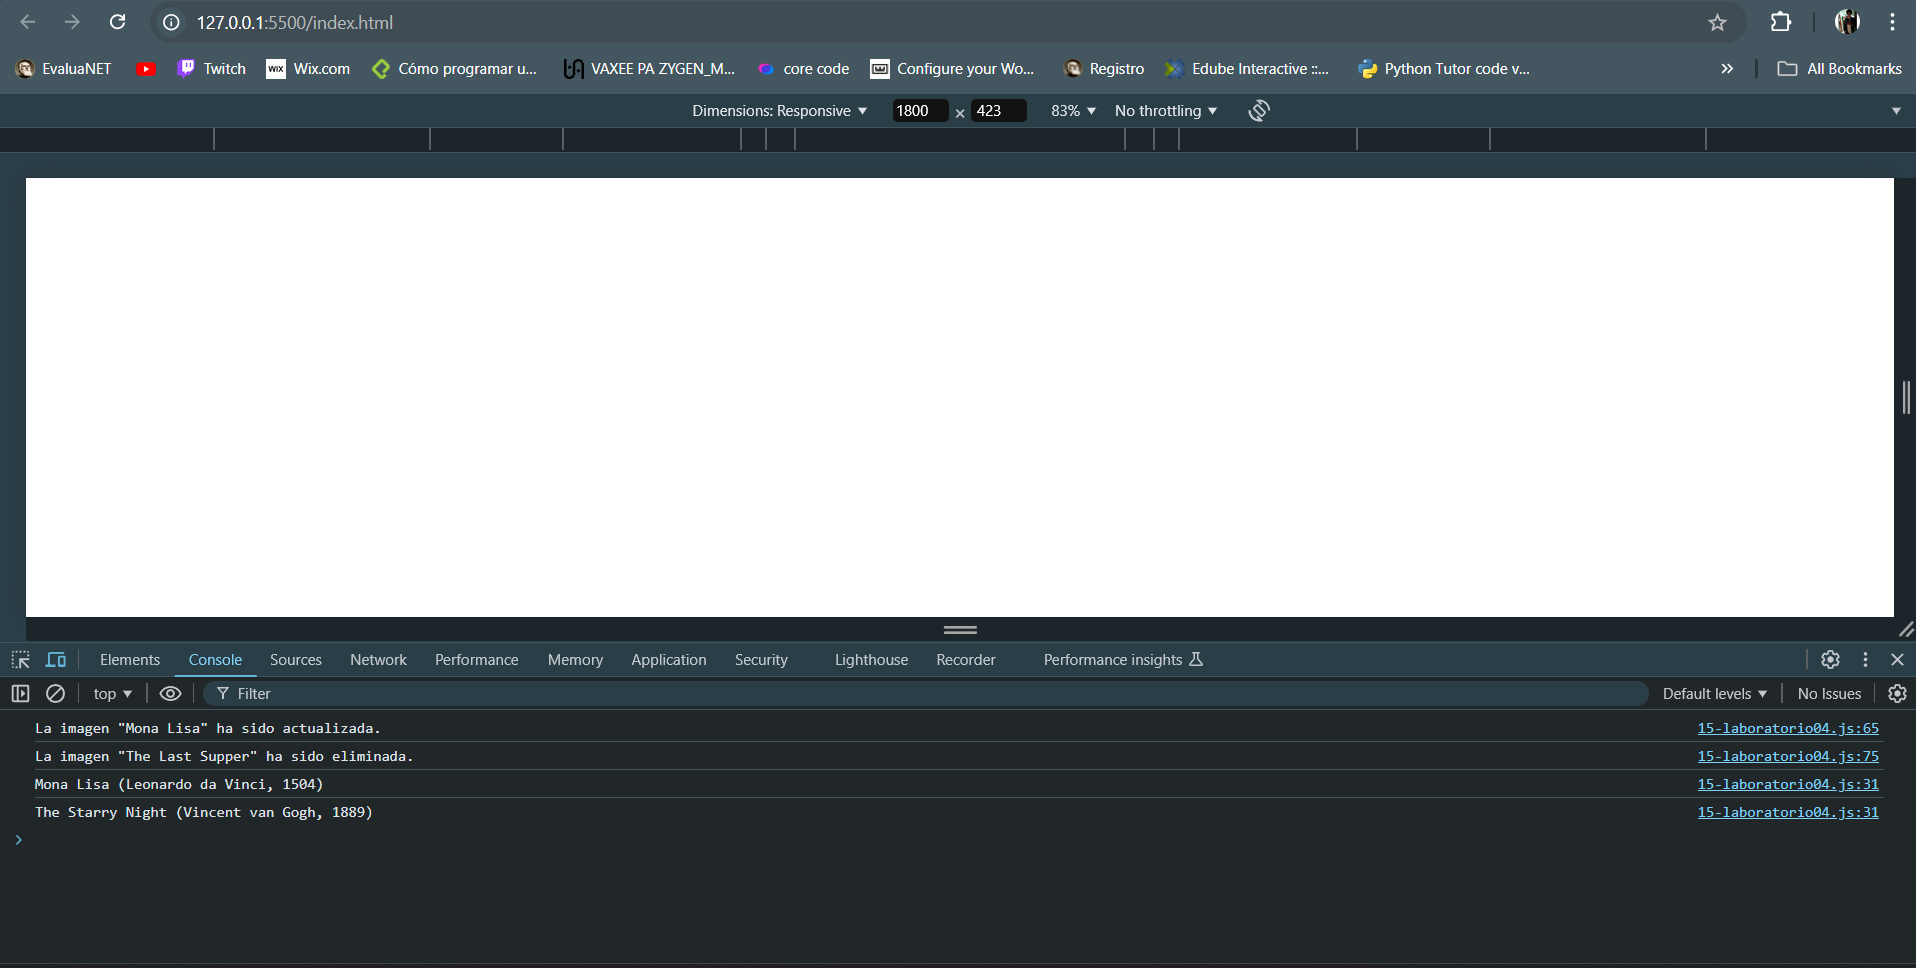 127.0.0.1:5500/index.html
EvaluaNET Twitch WIX Wix.com Cómo programar u... VAXEE PA ZYGEN_M... core code Configure your Wo... Registro Edube Interactive ::... Python Tutor code v... » All Bookmarks
Dimensions: Responsive 1800 × 423 83% No throttling
Elements Console Sources Network Performance Memory Application Security Lighthouse Recorder Performance insights
top Filter Default levels No Issues
La imagen "Mona Lisa" ha sido actualizada. 15-laboratorio04.js:65
La imagen "The Last Supper" ha sido eliminada. 15-laboratorio04.js:75
Mona Lisa (Leonardo da Vinci, 1504) 15-laboratorio04.js:31
The Starry Night (Vincent van Gogh, 1889) 15-laboratorio04.js:31